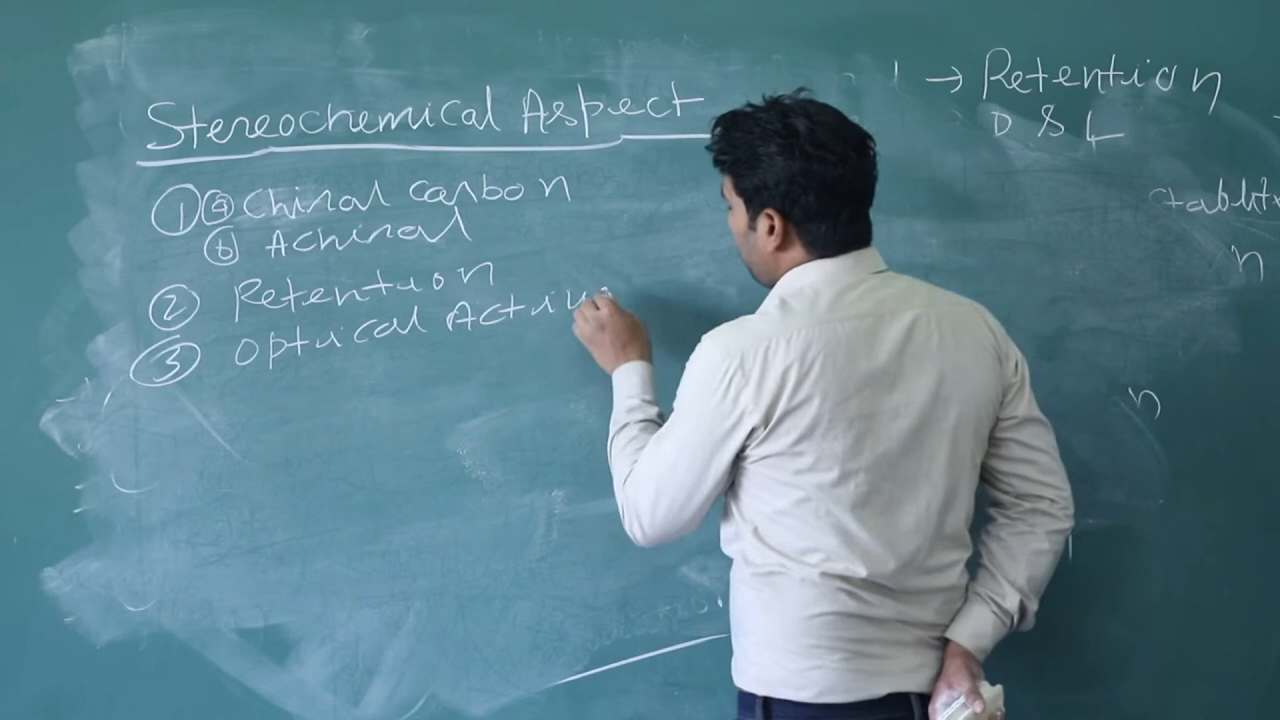 Stereochemical Aspect
① ⓐ Chiral carbon
ⓑ Achiral
② Retention
③ Optical Activ
→ Retention
D & L
n
n